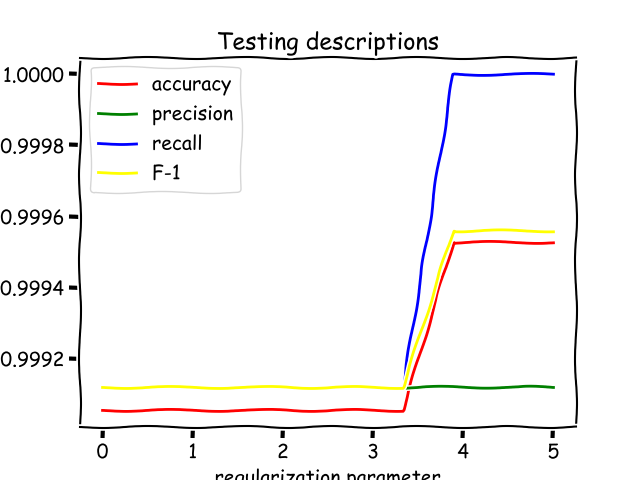 Testing descriptions
1.0000
0.9998
0.9996
0.9994
0.9992
accuracy
precision
recall
F-1
0 1 2 3 4 5
regularization parameter